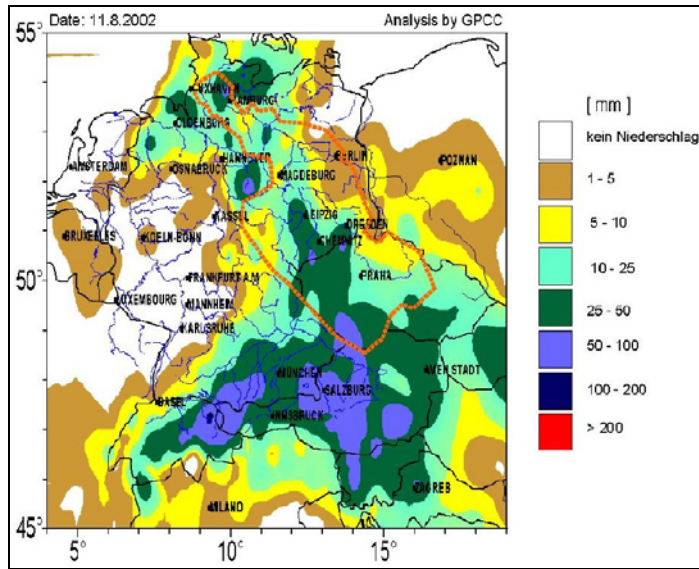 Date: 11.8.2002
Analysis by GPCC
55°
[ mm ]
HAMBURG
kein Niederschlag
OLDENBURG
HANNOVER
BERLIN
AMSTERDAM
OSNABRUCK
MAGDEBURG
POZNAN
1 - 5
KASSEL
LEIPZIG
5 - 10
BRUXELLES
KOELN-BONN
DRESDEN
CHEMNITZ
10 - 25
50°
FRANKFURT A.M
PRAHA
LUXEMBOURG
MANNHEIM
25 - 50
KARLSRUHE
50 - 100
MÜNCHEN
WIEN STADT
SALZBURG
100 - 200
BASEL
INNSBRUCK
> 200
ZAGREB
MILANO
45°
5°
10°
15°